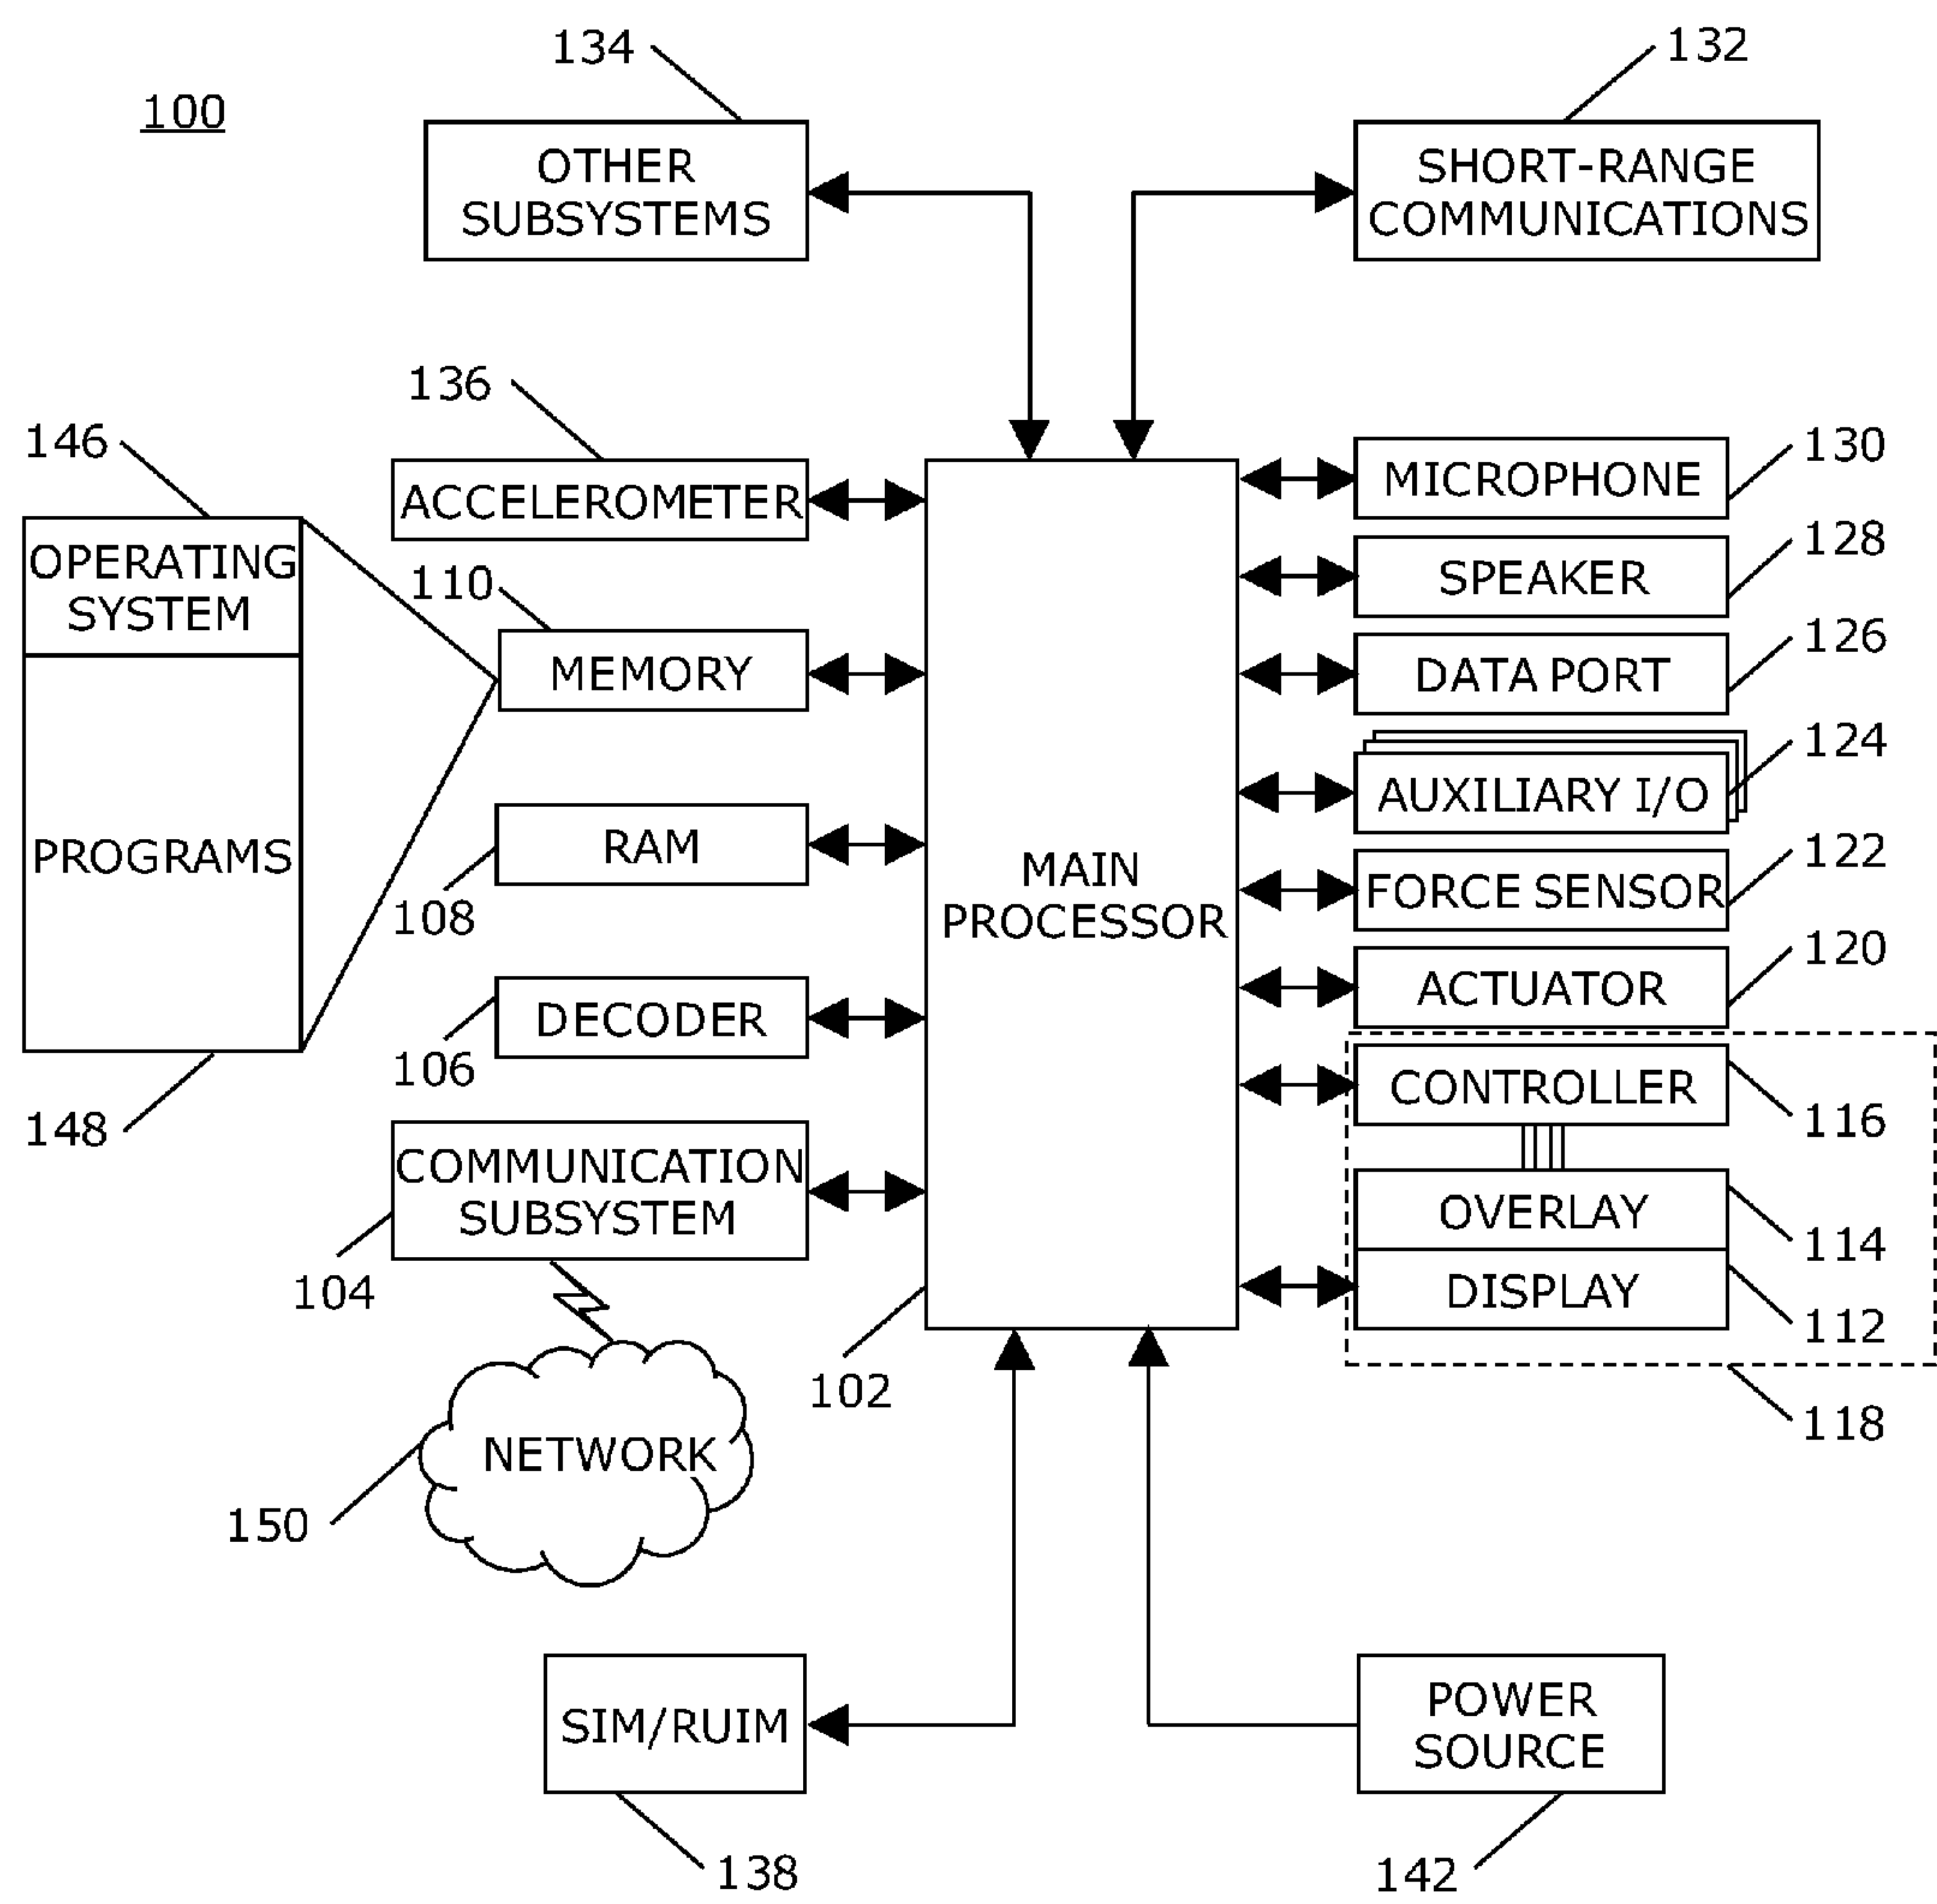 134
132
100
OTHER
SUBSYSTEMS
SHORT-RANGE
COMMUNICATIONS
136
146
ACCELEROMETER
MICROPHONE
130
OPERATING
SYSTEM
110
SPEAKER
128
MEMORY
DATA PORT
126
PROGRAMS
RAM
108
MAIN
PROCESSOR
AUXILIARY I/O
124
FORCE SENSOR
122
DECODER
106
ACTUATOR
120
148
CONTROLLER
116
COMMUNICATION
SUBSYSTEM
104
OVERLAY
114
DISPLAY
112
102
118
NETWORK
150
SIM/RUIM
POWER
SOURCE
138
142